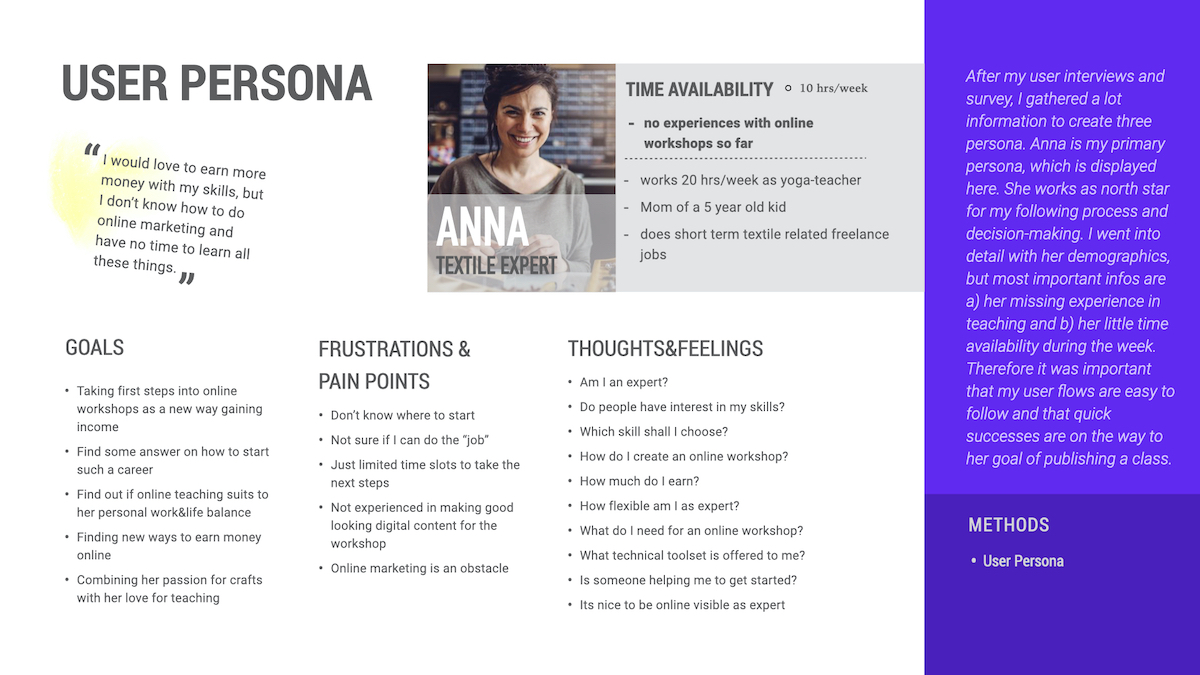 USER PERSONA
“I would love to earn more
money with my skills, but
I don’t know how to do
online marketing and
have no time to learn all
these things.”
ANNA
TEXTILE EXPERT
TIME AVAILABILITY 10 hrs/week
- no experiences with online
workshops so far
- works 20 hrs/week as yoga-teacher
- Mom of a 5 year old kid
- does short term textile related freelance
jobs
GOALS
• Taking first steps into online
workshops as a new way gaining
income
• Find some answer on how to start
such a career
• Find out if online teaching suits to
her personal work&life balance
• Finding new ways to earn money
online
• Combining her passion for crafts
with her love for teaching
FRUSTRATIONS &
PAIN POINTS
• Don’t know where to start
• Not sure if I can do the “job”
• Just limited time slots to take the
next steps
• Not experienced in making good
looking digital content for the
workshop
• Online marketing is an obstacle
THOUGHTS&FEELINGS
• Am I an expert?
• Do people have interest in my skills?
• Which skill shall I choose?
• How do I create an online workshop?
• How much do I earn?
• How flexible am I as expert?
• What do I need for an online workshop?
• What technical toolset is offered to me?
• Is someone helping me to get started?
• Its nice to be online visible as expert
After my user interviews and
survey, I gathered a lot
information to create three
persona. Anna is my primary
persona, which is displayed
here. She works as north star
for my following process and
decision-making. I went into
detail with her demographics,
but most important infos are
a) her missing experience in
teaching and b) her little time
availability during the week.
Therefore it was important
that my user flows are easy to
follow and that quick
successes are on the way to
her goal of publishing a class.
METHODS
• User Persona